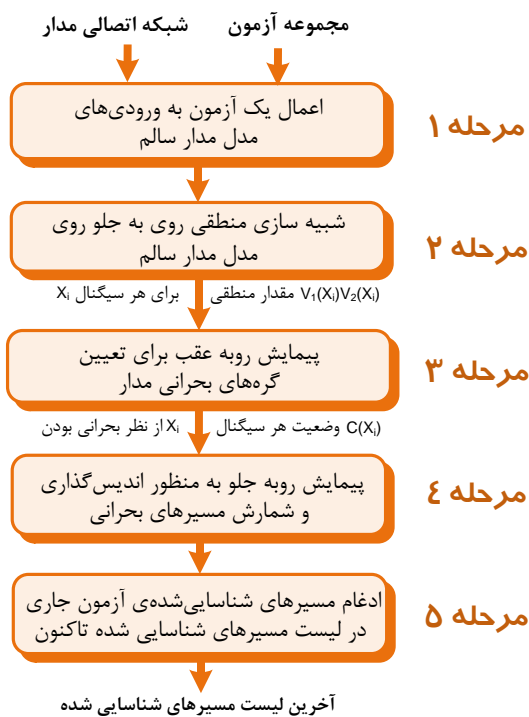 مجموعه آزمون
شبکه اتصالی مدار
مرحله ۱
اعمال یک آزمون به ورودی‌های
مدل مدار سالم
مرحله ۲
شبیه سازی منطقی روی به جلو روی
مدل مدار سالم
V₁(Xᵢ)V₂(Xᵢ) مقدار منطقی برای هر سیگنال Xᵢ
مرحله ۳
پیمایش روبه عقب برای تعیین
گره‌های بحرانی مدار
C(Xᵢ) وضعیت هر سیگنال Xᵢ از نظر بحرانی بودن
مرحله ٤
پیمایش روبه جلو به منظور اندیس‌گذاری
و شمارش مسیرهای بحرانی
مرحله ۵
ادغام مسیرهای شناسایی‌شده‌ی آزمون جاری
در لیست مسیرهای شناسایی شده تاکنون
آخرین لیست مسیرهای شناسایی شده